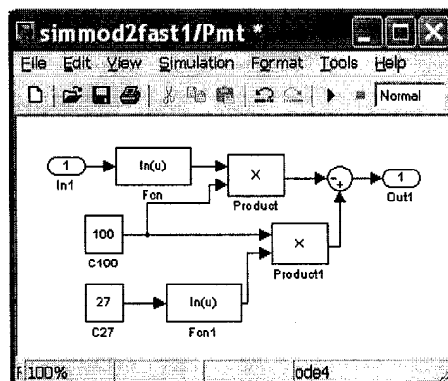 simmod2fast1/Pmt *
File Edit View Simulation Format Tools Help
Normal
1
In1
ln(u)
Fcn
×
Product
- +
1
Out1
100
C100
×
Product1
27
C27
ln(u)
Fcn1
100%
ode4